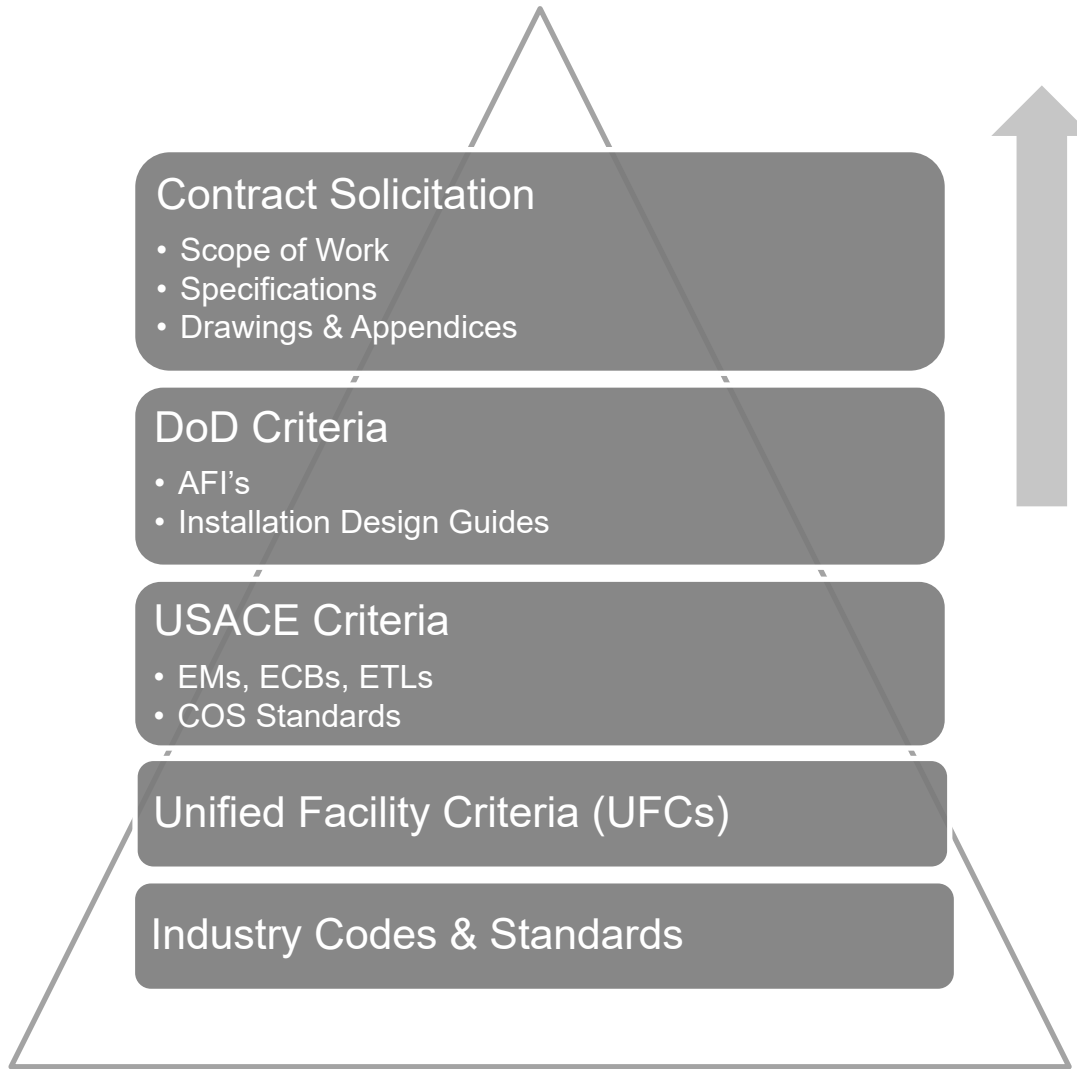 Contract Solicitation
• Scope of Work
• Specifications
• Drawings & Appendices
DoD Criteria
• AFI’s
• Installation Design Guides
USACE Criteria
• EMs, ECBs, ETLs
• COS Standards
Unified Facility Criteria (UFCs)
Industry Codes & Standards